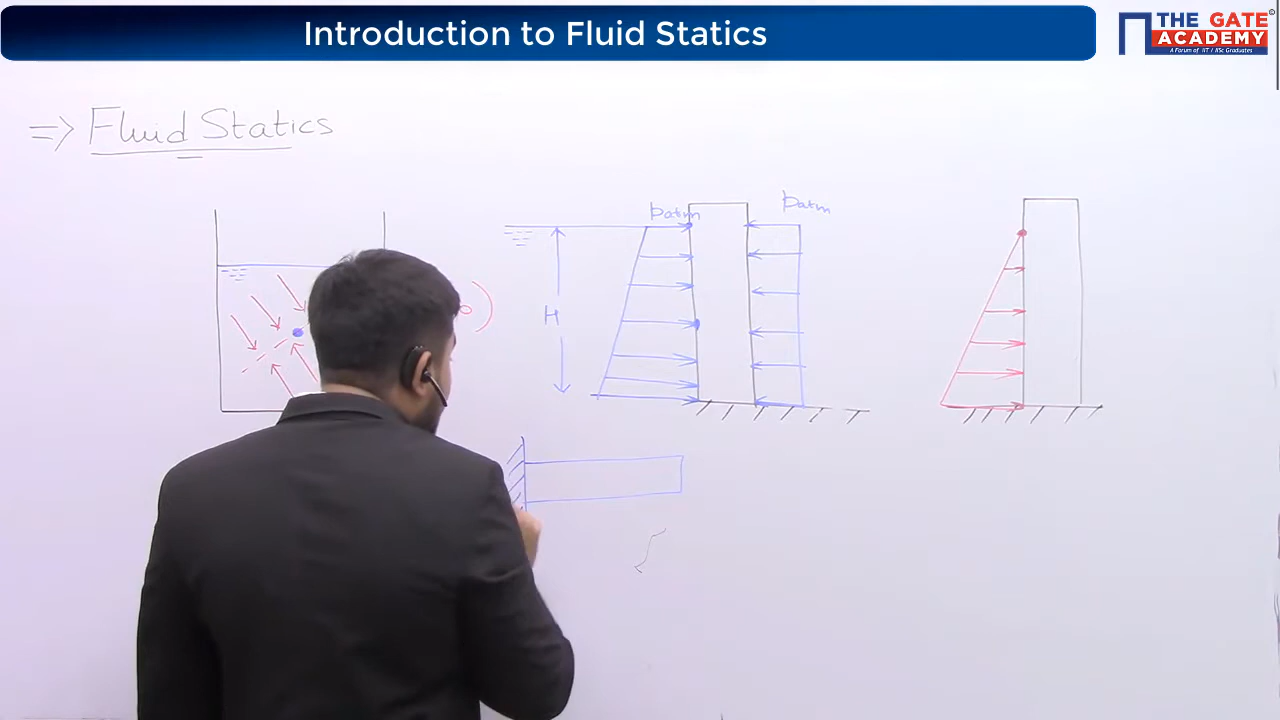 Introduction to Fluid Statics
THE GATE
ACADEMY
©
A Forum of IIT / IISc Graduates
=> Fluid Statics
Patm
Patm
H